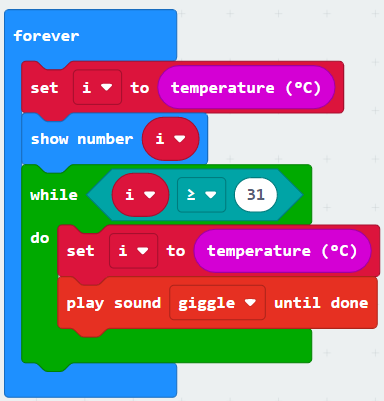 forever
set i to temperature (°C)
show number i
while i ≥ 31
do
set i to temperature (°C)
play sound giggle until done